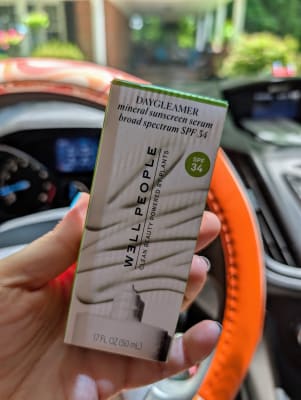 DAYGLEAMER
mineral sunscreen serum
broad spectrum SPF 34
SPF
34
W3LL PEOPLE
CLEAN BEAUTY POWERED BY PLANTS
1.7 FL OZ (50 mL)